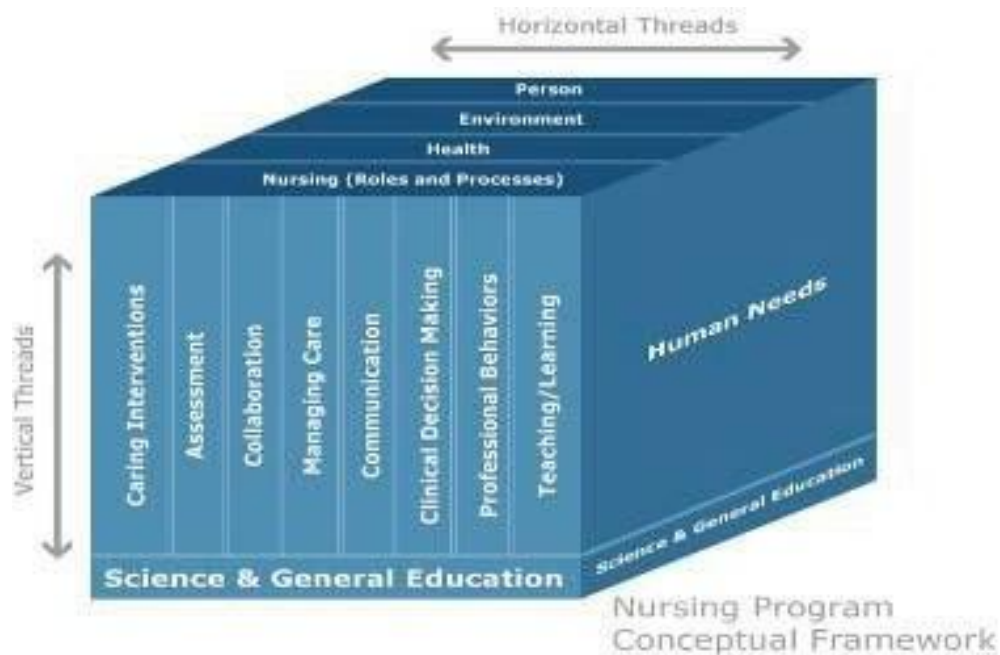 Horizontal Threads
Person
Environment
Health
Nursing (Roles and Processes)
Vertical Threads
Caring Interventions
Assessment
Collaboration
Managing Care
Communication
Clinical Decision Making
Professional Behaviors
Teaching/Learning
Human Needs
Science & General Education
Science & General Education
Nursing Program
Conceptual Framework